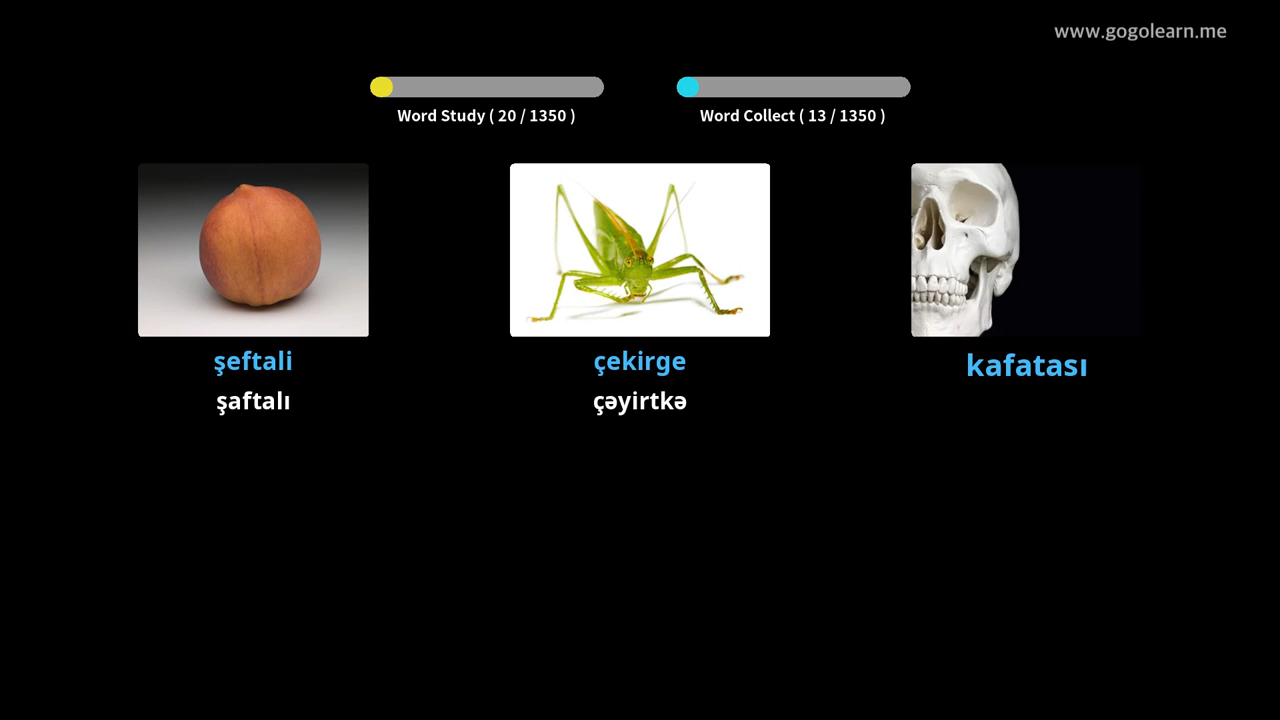 www.gogolearn.me
Word Study ( 20 / 1350 )
Word Collect ( 13 / 1350 )
şeftali
şaftalı
çekirge
çəyirtkə
kafatası